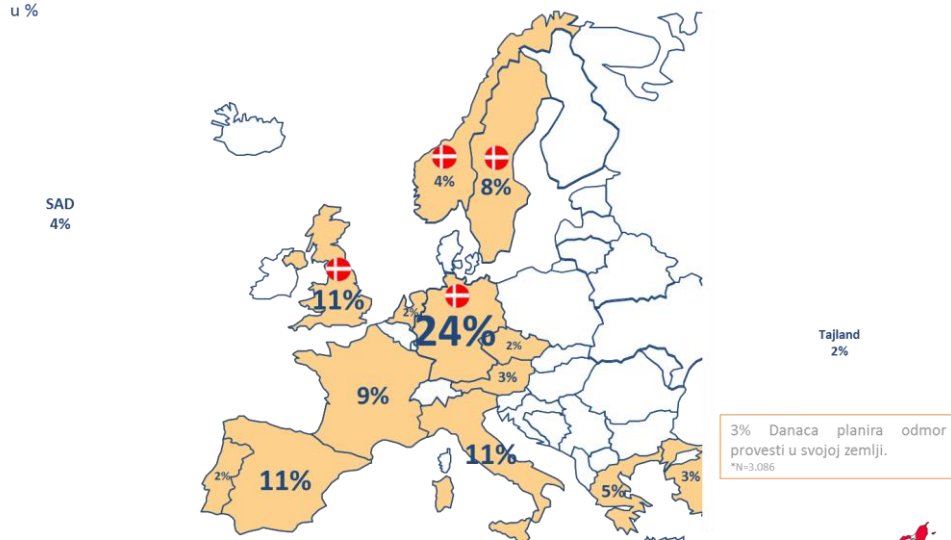 u %
4%
8%
SAD
4%
11%
2%
24%
2%
Tajland
2%
3%
9%
3% Danaca planira odmor
provesti u svojoj zemlji.
*N=3.086
11%
2%
11%
3%
5%